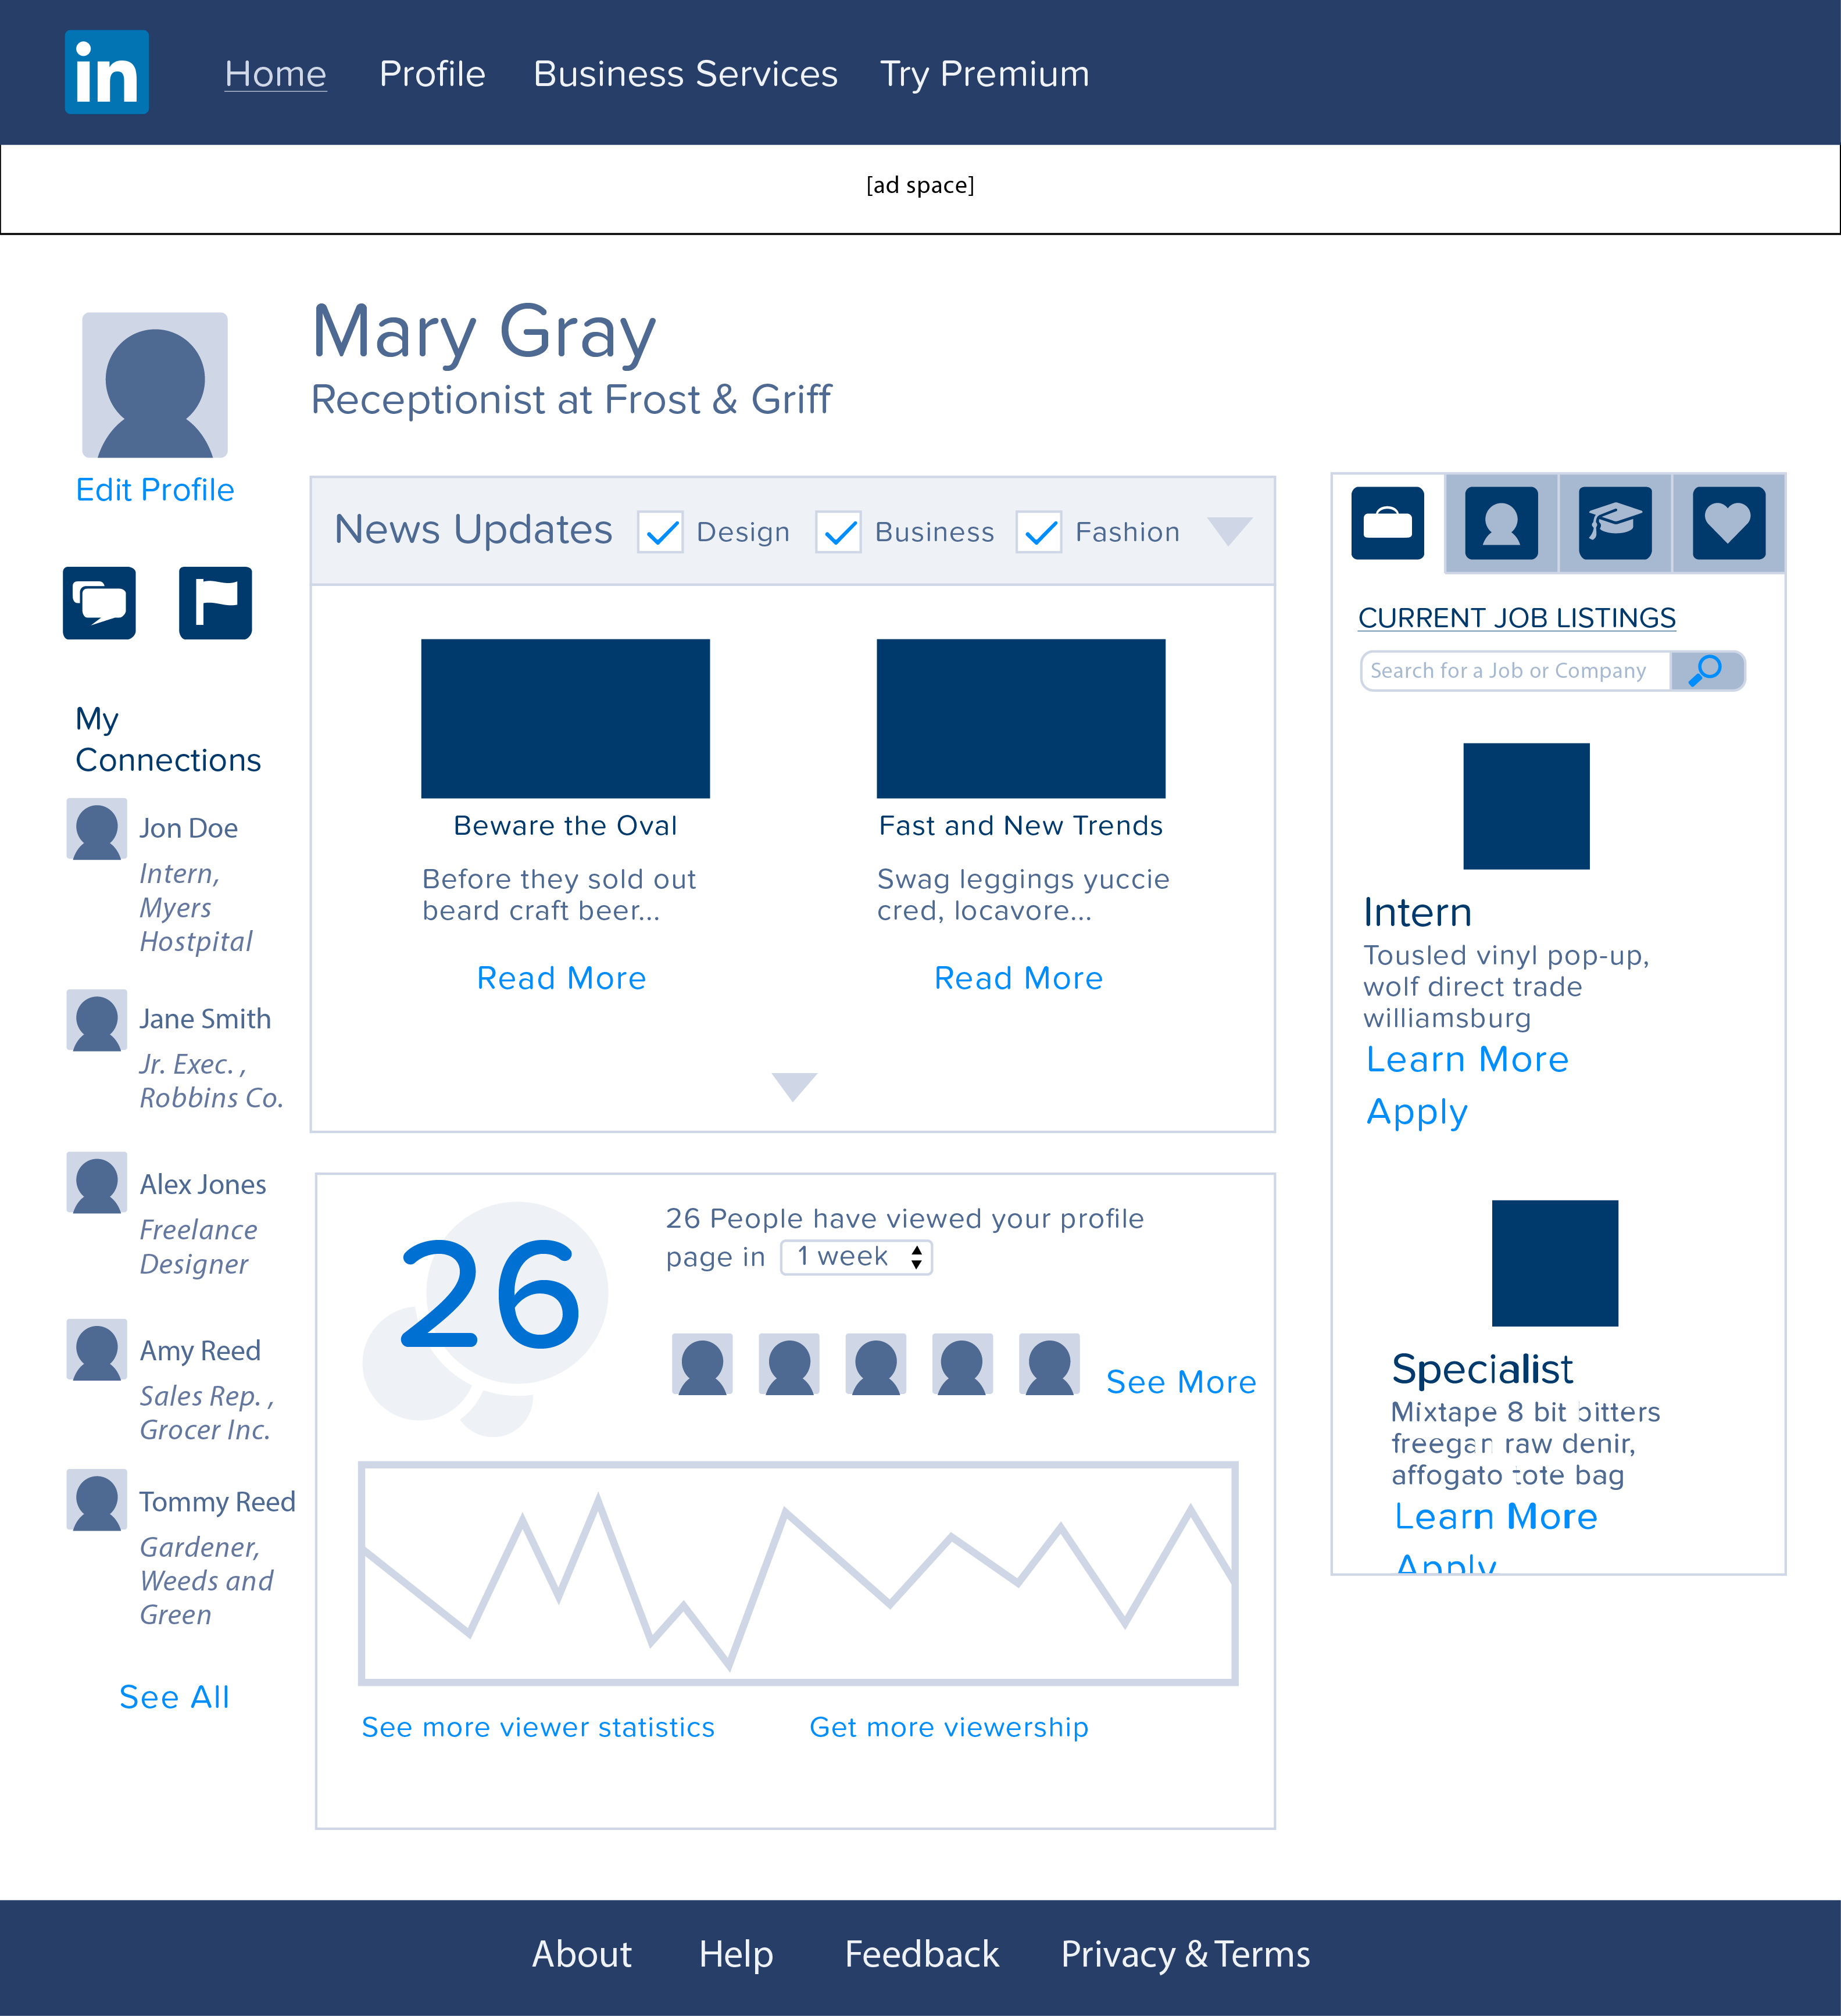 in
Home Profile Business Services Try Premium
[ad space]
Mary Gray
Receptionist at Frost & Griff
Edit Profile
My
Connections
Jon Doe
Intern,
Myers
Hostpital
Jane Smith
Jr. Exec. ,
Robbins Co.
Alex Jones
Freelance
Designer
Amy Reed
Sales Rep. ,
Grocer Inc.
Tommy Reed
Gardener,
Weeds and
Green
See All
News Updates Design Business Fashion
Beware the Oval
Before they sold out
beard craft beer...
Read More
Fast and New Trends
Swag leggings yuccie
cred, locavore...
Read More
26
26 People have viewed your profile
page in 1 week
See More
See more viewer statistics Get more viewership
CURRENT JOB LISTINGS
Search for a Job or Company
Intern
Tousled vinyl pop-up,
wolf direct trade
williamsburg
Learn More
Apply
Specialist
Mixtape 8 bit bitters
freegan raw denir,
affogato tote bag
Learn More
Apply
About Help Feedback Privacy & Terms